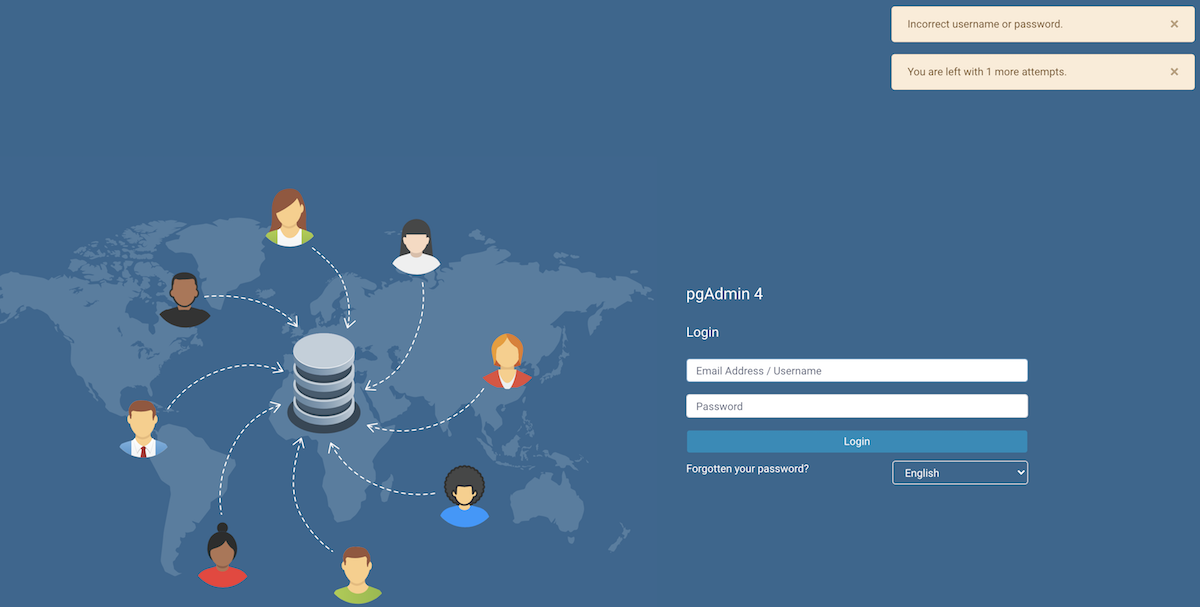 Incorrect username or password.
×
You are left with 1 more attempts.
×
pgAdmin 4
Login
Email Address / Username
Password
Login
Forgotten your password?
English